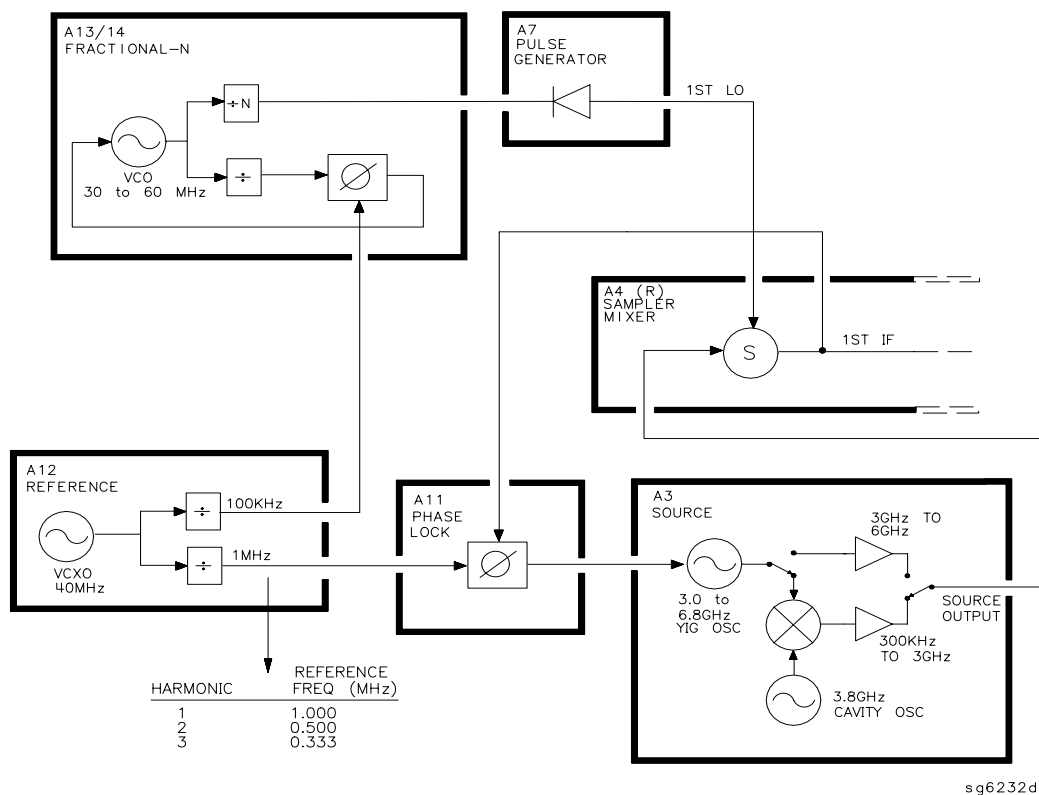 A13/14
FRACTIONAL-N
÷N
VCO
30 to 60 MHz
÷
A7
PULSE
GENERATOR
1ST LO
A4 (R)
SAMPLER
MIXER
S
1ST IF
A12
REFERENCE
÷
100KHz
÷
1MHz
VCXO
40MHz
A11
PHASE
LOCK
A3
SOURCE
3GHz TO
6GHz
3.0 to
6.8GHz
YIG OSC
SOURCE
OUTPUT
300KHz
TO 3GHz
3.8GHz
CAVITY OSC
REFERENCE
HARMONIC FREQ (MHz)
1 1.000
2 0.500
3 0.333
sg6232d